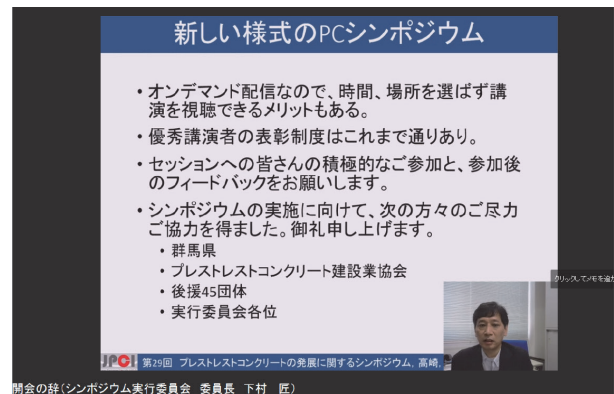 新しい様式のPCシンポジウム
・オンデマンド配信なので、時間、場所を選ばず講
演を視聴できるメリットもある。
・優秀講演者の表彰制度はこれまで通りあり。
・セッションへの皆さんの積極的なご参加と、参加後
のフィードバックをお願いします。
・シンポジウムの実施に向けて、次の方々のご尽力
ご協力を得ました。御礼申し上げます。
・群馬県
・プレストレストコンクリート建設業協会
・後援45団体
・実行委員会各位
クリックしてメモを追加
JPCI 第29回 プレストレストコンクリートの発展に関するシンポジウム, 高崎,
開会の辞(シンポジウム実行委員会 委員長 下村 匠)